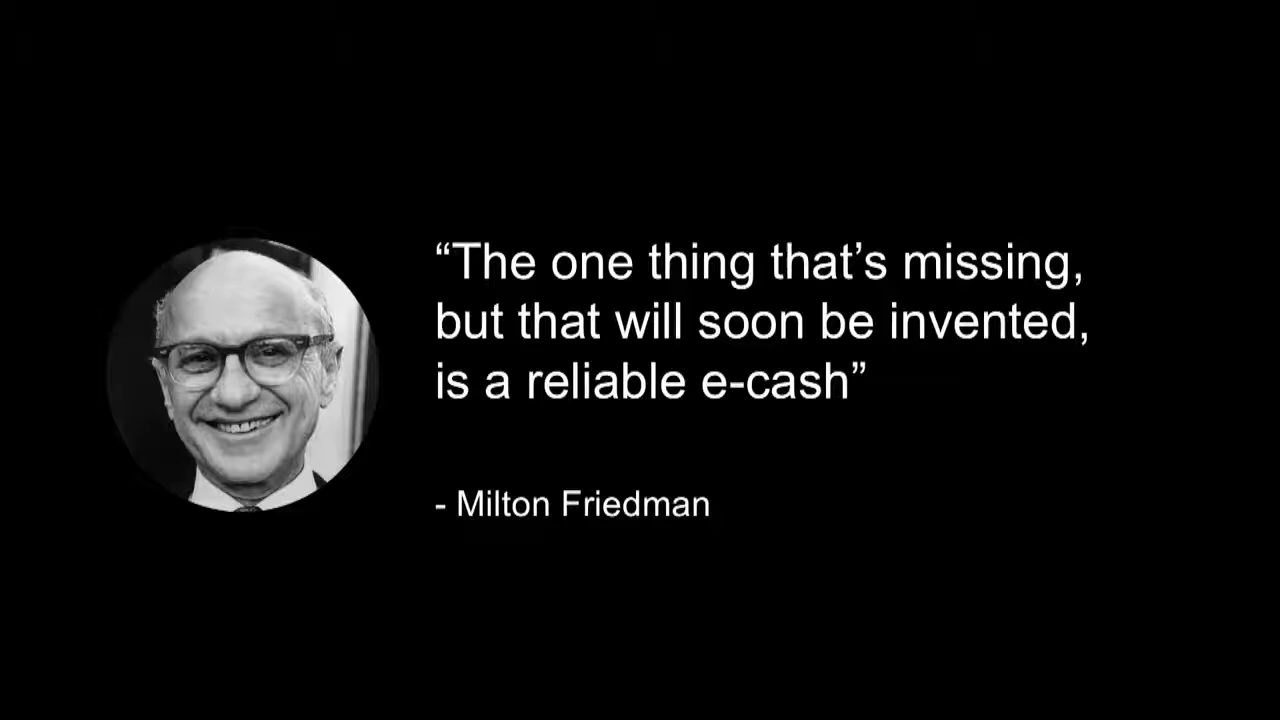 “The one thing that’s missing,
but that will soon be invented,
is a reliable e-cash”
- Milton Friedman